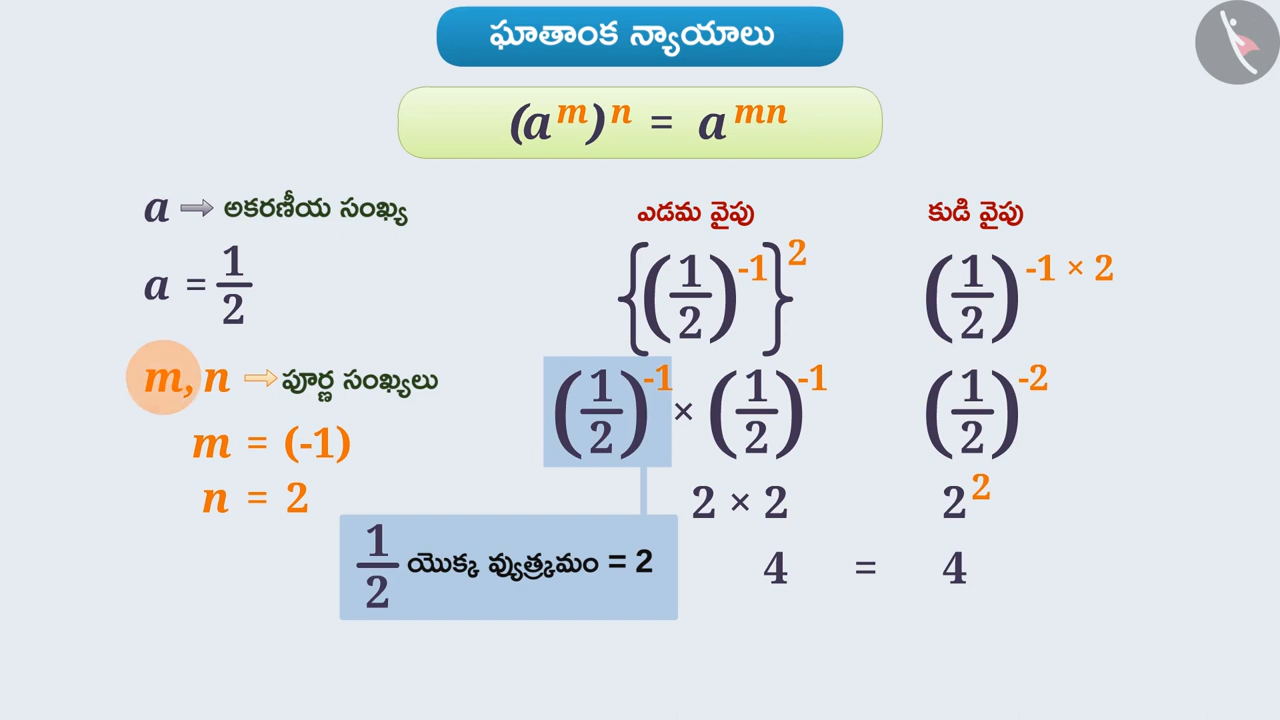 ఘాతాంక న్యాయాలు
(a^m)^n = a^mn
a → అకరణీయ సంఖ్య
a = 1/2
m, n → పూర్ణ సంఖ్యలు
m = (-1)
n = 2
ఎడమ వైపు
{(1/2)^-1}^2
(1/2)^-1 × (1/2)^-1
2 × 2
1/2 యొక్క వ్యుత్క్రమం = 2
4 =
కుడి వైపు
(1/2)^-1 × 2
(1/2)^-2
2^2
4